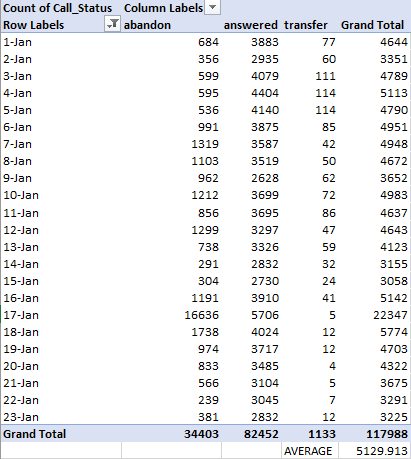 Count of Call_Status Column Labels
Row Labels abandon answered transfer Grand Total
1-Jan 684 3883 77 4644
2-Jan 356 2935 60 3351
3-Jan 599 4079 111 4789
4-Jan 595 4404 114 5113
5-Jan 536 4140 114 4790
6-Jan 991 3875 85 4951
7-Jan 1319 3587 42 4948
8-Jan 1103 3519 50 4672
9-Jan 962 2628 62 3652
10-Jan 1212 3699 72 4983
11-Jan 856 3695 86 4637
12-Jan 1299 3297 47 4643
13-Jan 738 3326 59 4123
14-Jan 291 2832 32 3155
15-Jan 304 2730 24 3058
16-Jan 1191 3910 41 5142
17-Jan 16636 5706 5 22347
18-Jan 1738 4024 12 5774
19-Jan 974 3717 12 4703
20-Jan 833 3485 4 4322
21-Jan 566 3104 5 3675
22-Jan 239 3045 7 3291
23-Jan 381 2832 12 3225
Grand Total 34403 82452 1133 117988
AVERAGE 5129.913